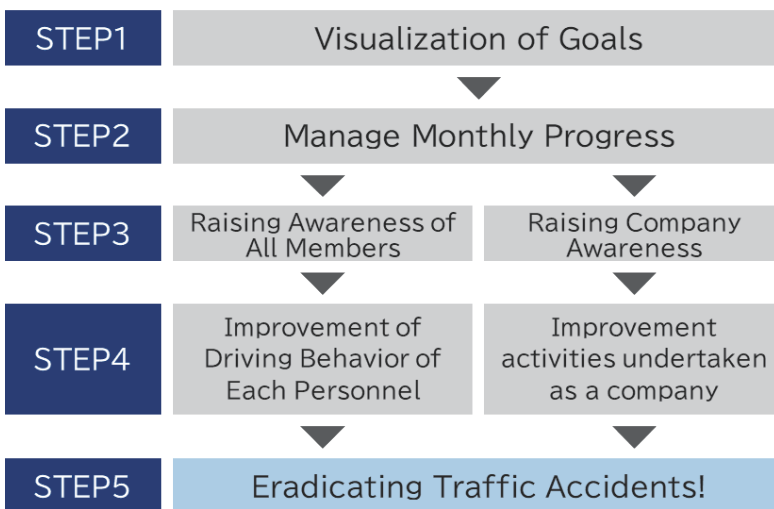 STEP1
Visualization of Goals
STEP2
Manage Monthly Progress
STEP3
Raising Awareness of
All Members
Raising Company
Awareness
STEP4
Improvement of
Driving Behavior of
Each Personnel
Improvement
activities undertaken
as a company
STEP5
Eradicating Traffic Accidents!